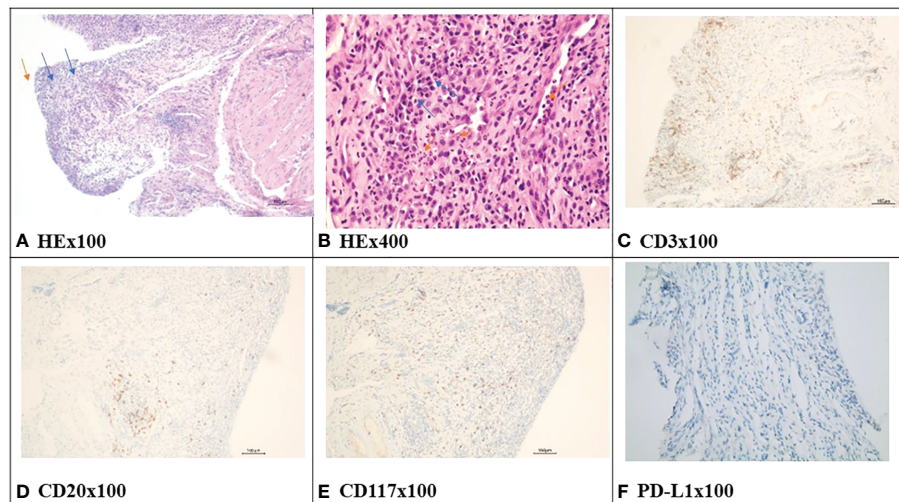 A HEx100
B HEx400
C CD3x100
D CD20x100
E CD117x100
F PD-L1x100